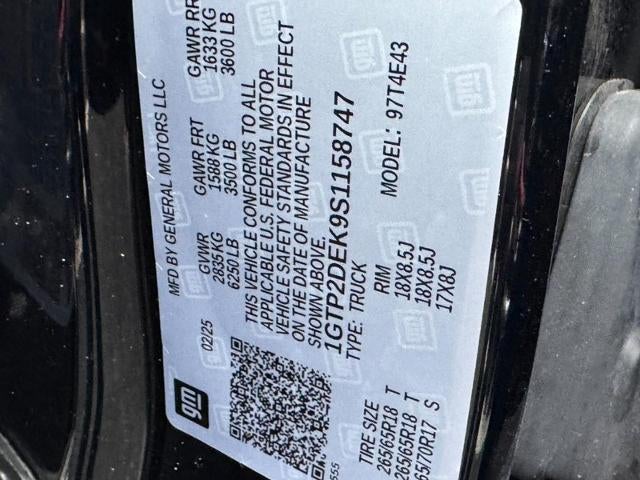 gm
MFD BY GENERAL MOTORS LLC
02/25 GVWR GAWR FRT GAWR RR
2835 KG 1588 KG 1633 KG
6250 LB 3500 LB 3600 LB
THIS VEHICLE CONFORMS TO ALL
APPLICABLE U.S. FEDERAL MOTOR
VEHICLE SAFETY STANDARDS IN EFFECT
ON THE DATE OF MANUFACTURE
SHOWN ABOVE.
1GTP2DEK9S1158747
TYPE: TRUCK MODEL: 97T4E43
TIRE SIZE RIM
265/65R18 T 18X8.5J
265/65R18 T 18X8.5J
65/70R17 S 17X8J